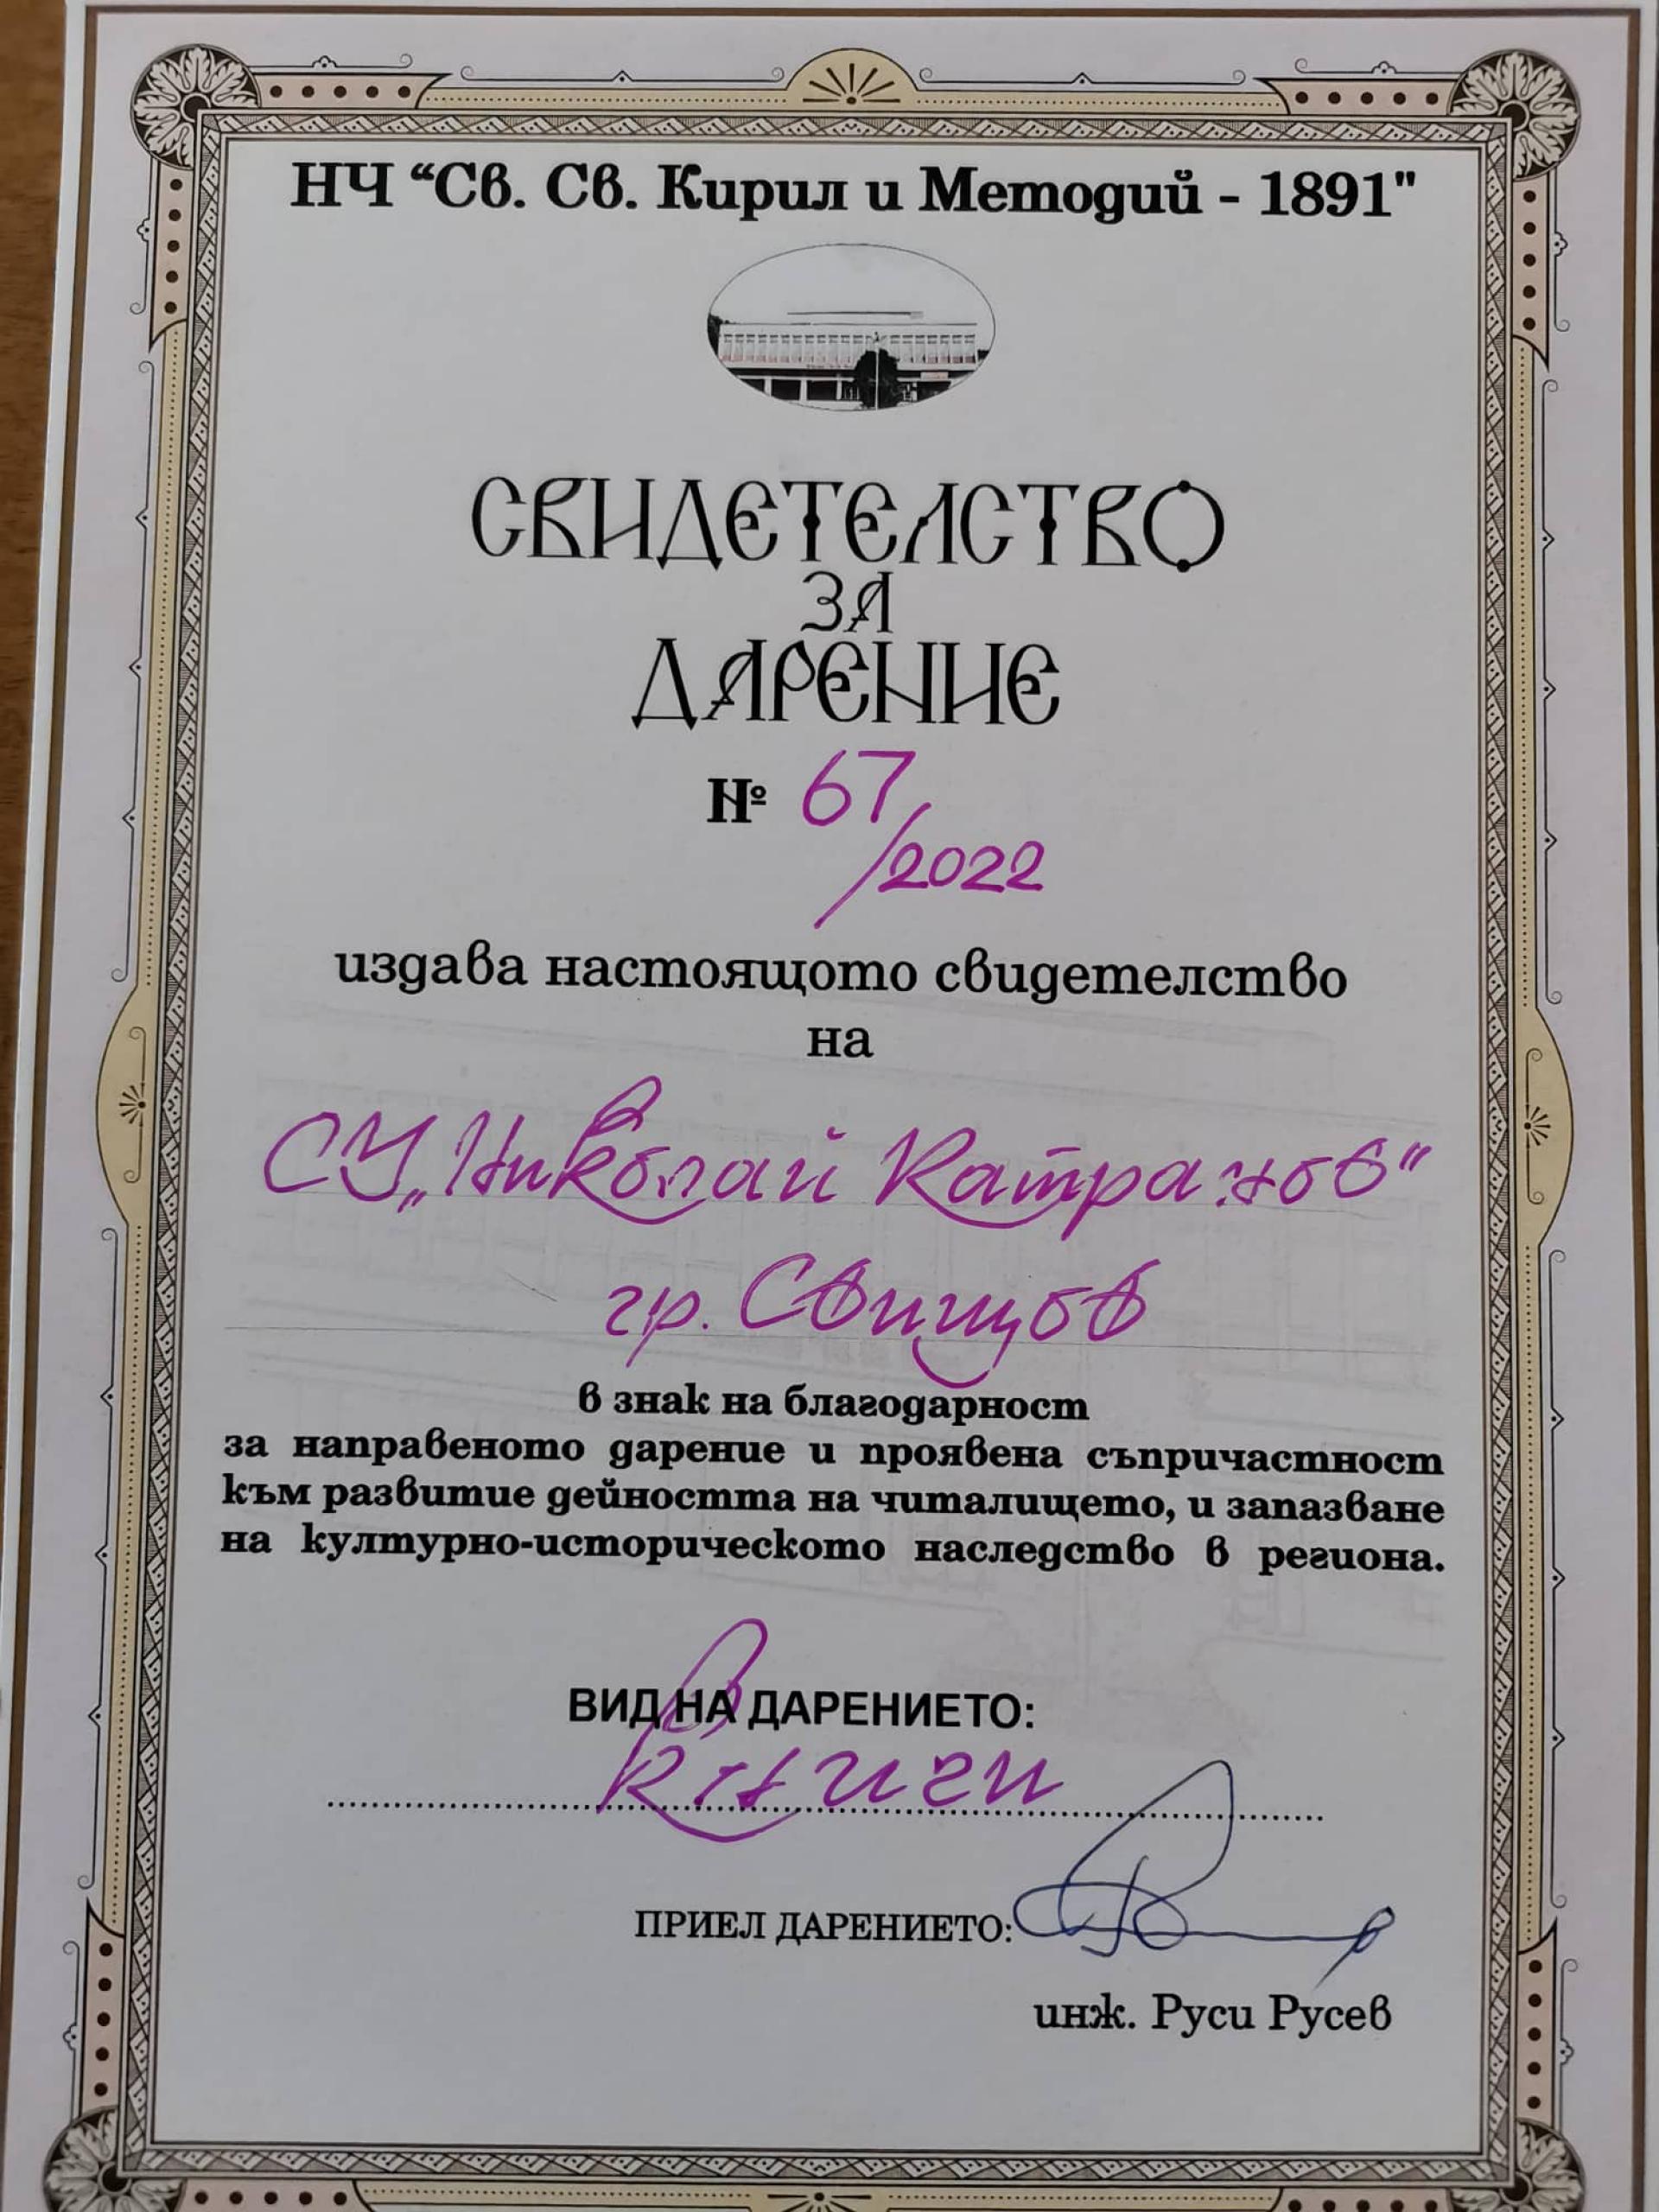 НЧ “Св. Св. Кирил и Методий - 1891"
СВИДЕТЕЛСТВО
ЗА
ДАРЕНИЕ
№ 67/2022
издава настоящото свидетелство
на
СУ „Николай Катранов“
гр. Свищов
в знак на благодарност
за направеното дарение и проявена съпричастност
към развитие дейността на читалището, и запазване
на културно-историческото наследство в региона.
ВИД НА ДАРЕНИЕТО:
Книги
ПРИЕЛ ДАРЕНИЕТО:
инж. Руси Русев